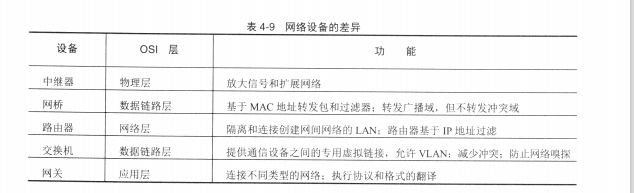 表 4-9 网络设备的差异
设备 OSI 层 功 能
中继器 物理层 放大信号和扩展网络
网桥 数据链路层 基于 MAC 地址转发包和过滤器；转发广播域，但不转发冲突域
路由器 网络层 隔离和连接创建网间网络的 LAN；路由器基于 IP 地址过滤
交换机 数据链路层 提供通信设备之间的专用虚拟链接，允许 VLAN；减少冲突；防止网络嗅探
网关 应用层 连接不同类型的网络；执行协议和格式的翻译